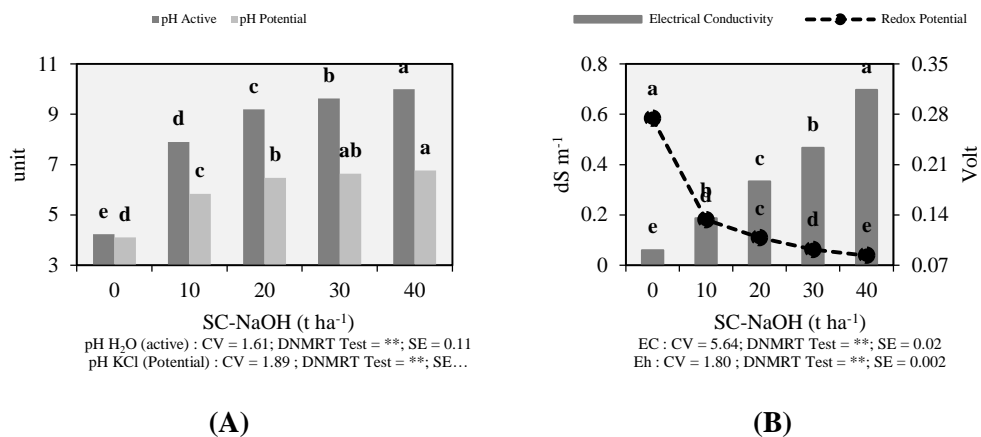 pH Active pH Potential
11
9
7
5
3
unit
e d
d c
c b
b ab
a a
0 10 20 30 40
SC-NaOH (t ha⁻¹)
pH H₂O (active) : CV = 1.61; DNMRT Test = **; SE = 0.11
pH KCl (Potential) : CV = 1.89 ; DNMRT Test = **; SE…
(A)
Electrical Conductivity Redox Potential
0.8 0.35
0.6 0.28
0.4 0.21
0.2 0.14
0 0.07
dS m⁻¹
Volt
a e
b d
c c
b d
a e
0 10 20 30 40
SC-NaOH (t ha⁻¹)
EC : CV = 5.64; DNMRT Test = **; SE = 0.02
Eh : CV = 1.80 ; DNMRT Test = **; SE = 0.002
(B)